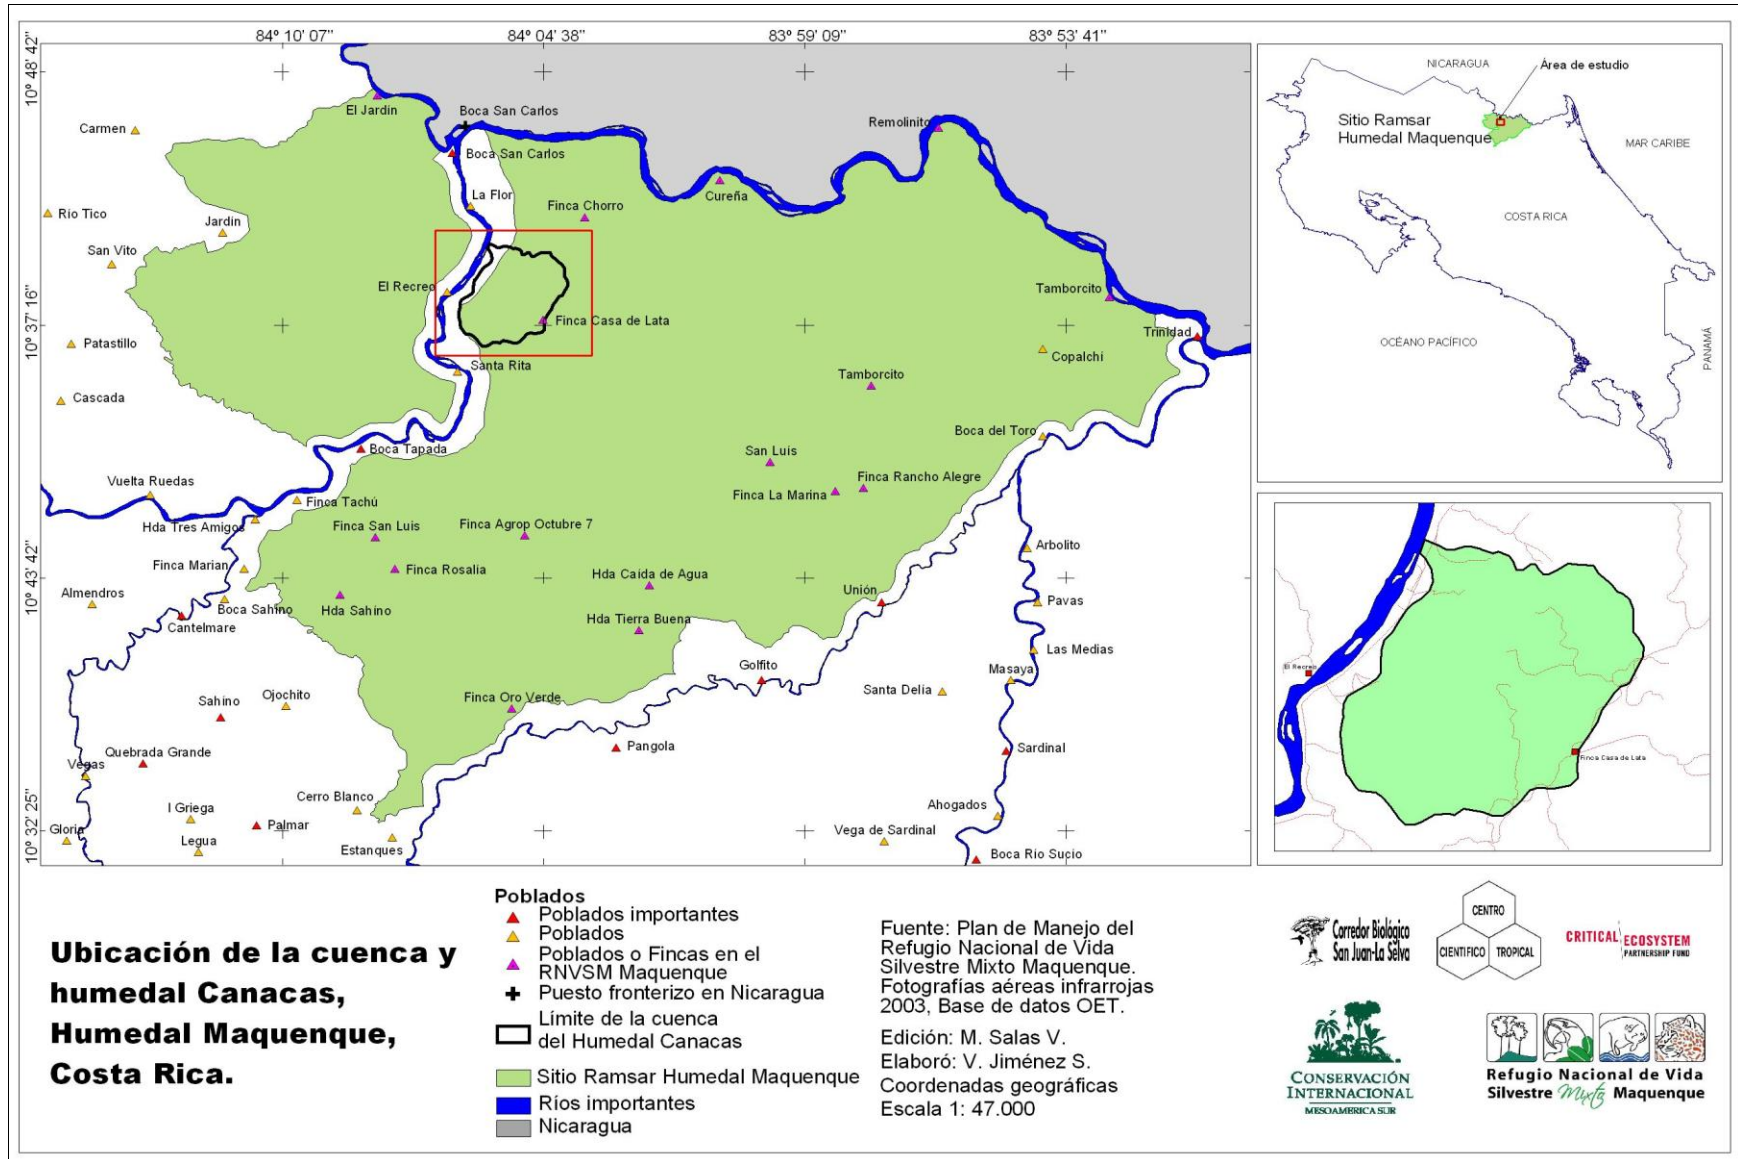 84º 10' 07"
84º 04' 38"
83º 59' 09"
83º 53' 41"
10º 48' 42"
10º 37' 16"
10º 43' 42"
10º 32' 25"
El Jardin
Boca San Carlos
Carmen
Remolinito
Boca San Carlos
Cureña
La Flor
Finca Chorro
Río Tico
Jardin
San Vito
El Recreo
Tamborcito
Finca Casa de Lata
Trinidad
Patastillo
Copalchi
Santa Rita
Tamborcito
Cascada
Boca del Toro
Boca Tapada
San Luis
Finca Rancho Alegre
Vuelta Ruedas
Finca La Marina
Finca Tachú
Hda Tres Amigos
Finca San Luis
Finca Agrop Octubre 7
Arbolito
Finca Marian
Finca Rosalia
Hda Caída de Agua
Almendros
Unión
Pavas
Boca Sahino
Hda Sahino
Hda Tierra Buena
Cantelmare
Las Medias
Golfito
Masaya
Santa Delia
Sahino
Ojochito
Finca Oro Verde
Quebrada Grande
Pangola
Sardinal
Vegas
Cerro Blanco
I Griega
Ahogados
Palmar
Gloria
Legua
Estanques
Vega de Sardinal
Boca Rio Sucio
NICARAGUA
Área de estudio
Sitio Ramsar
Humedal Maquenque
MAR CARIBE
COSTA RICA
OCÉANO PACÍFICO
PANAMÁ
El Recreo
Finca Casa de Lata
Ubicación de la cuenca y
humedal Canacas,
Humedal Maquenque,
Costa Rica.
Poblados
Poblados importantes
Poblados
Poblados o Fincas en el
RNVSM Maquenque
Puesto fronterizo en Nicaragua
Límite de la cuenca
del Humedal Canacas
Sitio Ramsar Humedal Maquenque
Ríos importantes
Nicaragua
Fuente: Plan de Manejo del
Refugio Nacional de Vida
Silvestre Mixto Maquenque.
Fotografías aéreas infrarrojas
2003, Base de datos OET.
Edición: M. Salas V.
Elaboró: V. Jiménez S.
Coordenadas geográficas
Escala 1: 47.000
Corredor Biológico
San Juan-La Selva
CENTRO
CIENTIFICO
TROPICAL
CRITICAL ECOSYSTEM
PARTNERSHIP FUND
CONSERVACIÓN
INTERNACIONAL
MESOAMERICA SUR
Refugio Nacional de Vida
Silvestre Mixto Maquenque